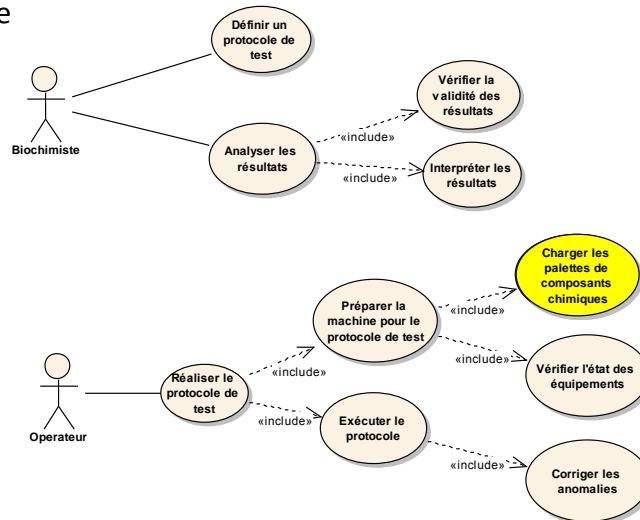 e
Définir un
protocole de
test
Biochimiste
Analyser les
résultats
«include»
Vérifier la
validité des
résultats
«include»
Interpréter les
résultats
Operateur
Réaliser le
protocole de
test
«include»
Préparer la
machine pour le
protocole de test
«include»
Charger les
palettes de
composants
chimiques
«include»
Vérifier l'état des
équipements
«include»
Exécuter le
protocole
«include»
Corriger les
anomalies